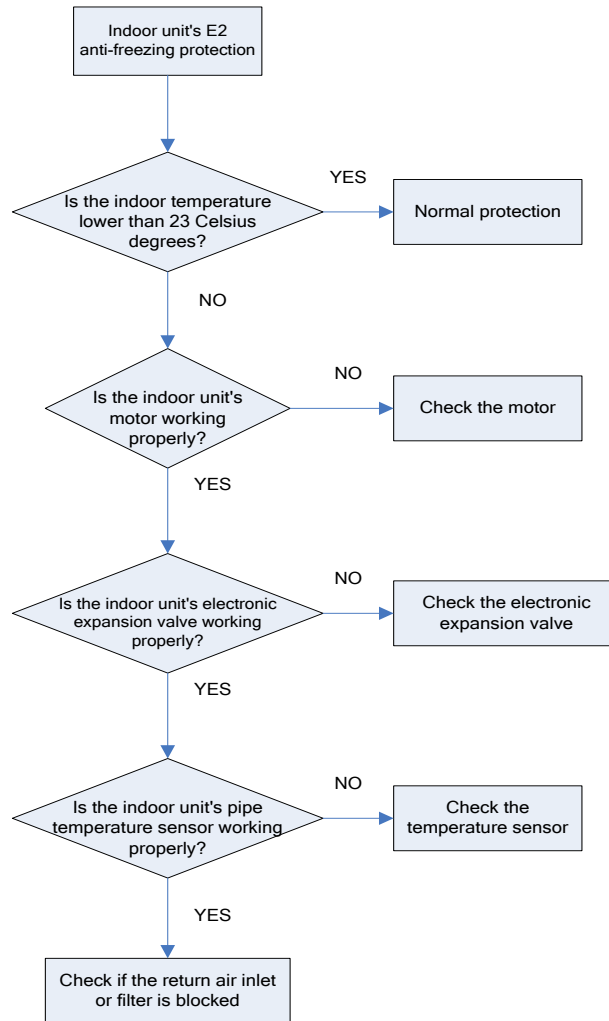 Indoor unit's E2
anti-freezing protection
Is the indoor temperature
lower than 23 Celsius
degrees?
YES
Normal protection
NO
Is the indoor unit's
motor working
properly?
NO
Check the motor
YES
Is the indoor unit's electronic
expansion valve working
properly?
NO
Check the electronic
expansion valve
YES
Is the indoor unit's pipe
temperature sensor working
properly?
NO
Check the
temperature sensor
YES
Check if the return air inlet
or filter is blocked